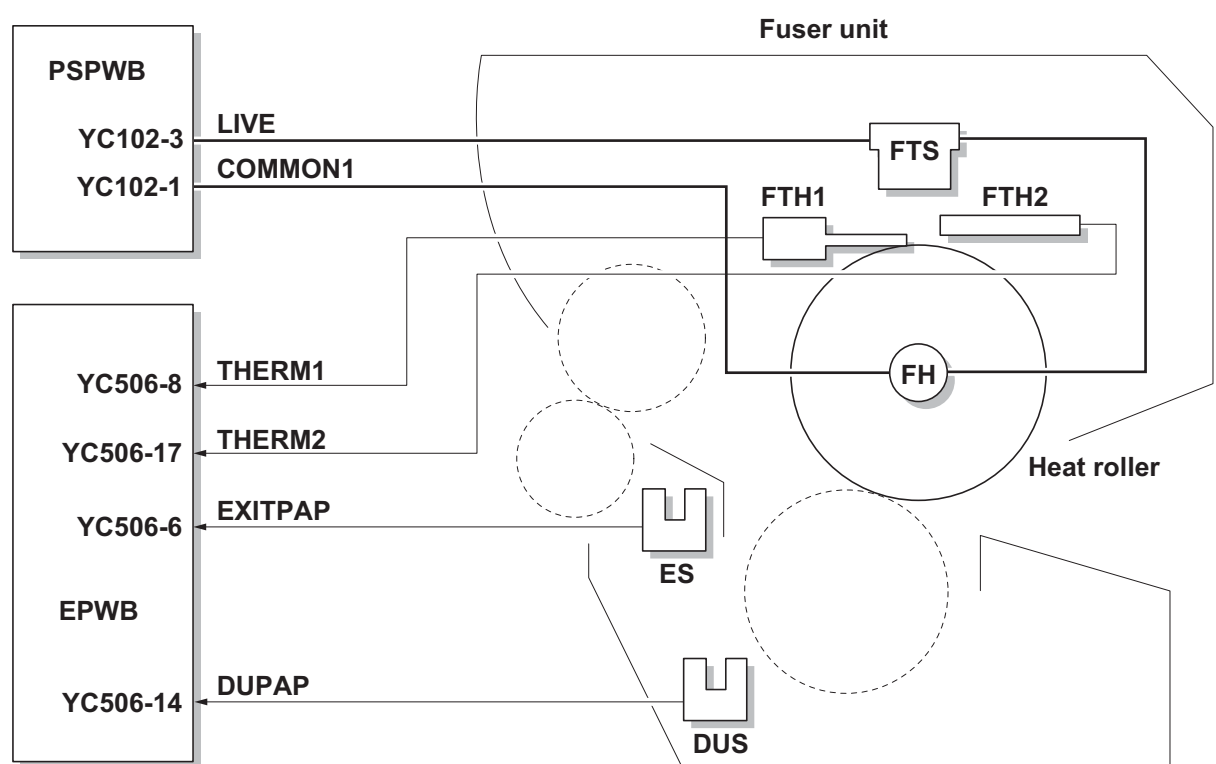 Fuser unit
PSPWB
YC102-3
LIVE
FTS
YC102-1
COMMON1
FTH1
FTH2
YC506-8
THERM1
FH
YC506-17
THERM2
Heat roller
YC506-6
EXITPAP
ES
EPWB
YC506-14
DUPAP
DUS